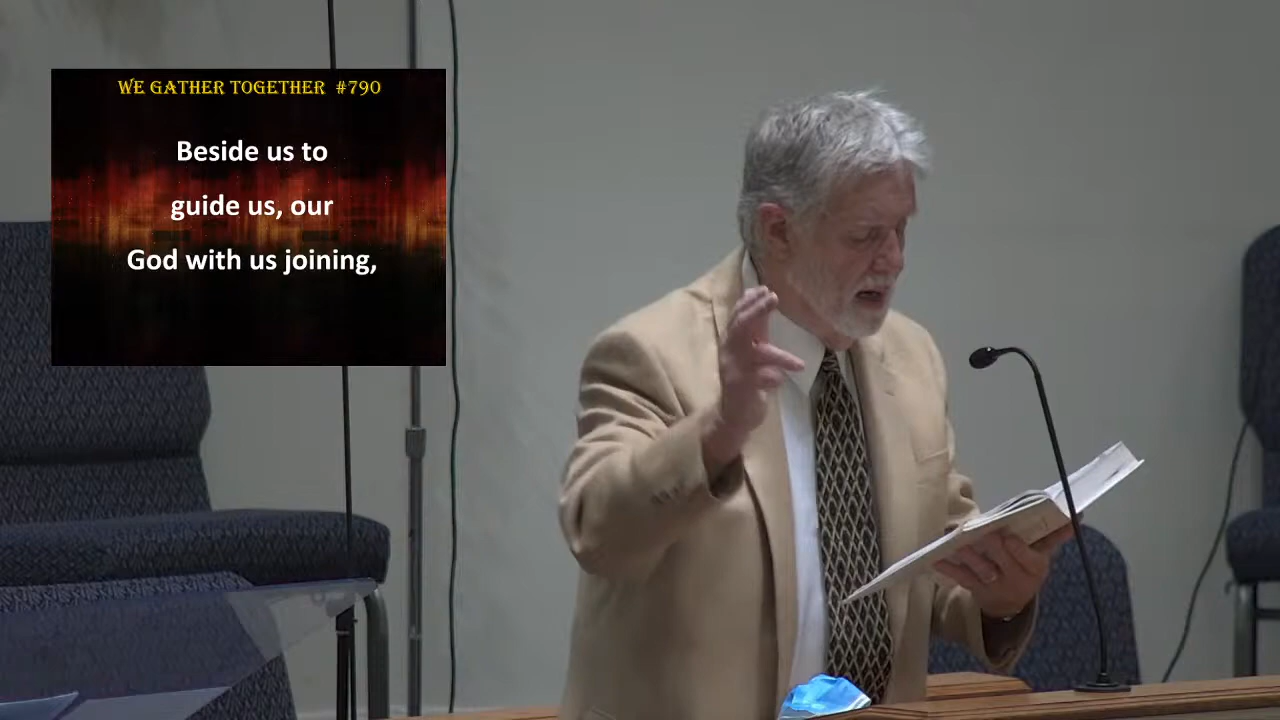 WE GATHER TOGETHER #790
Beside us to
guide us, our
God with us joining,